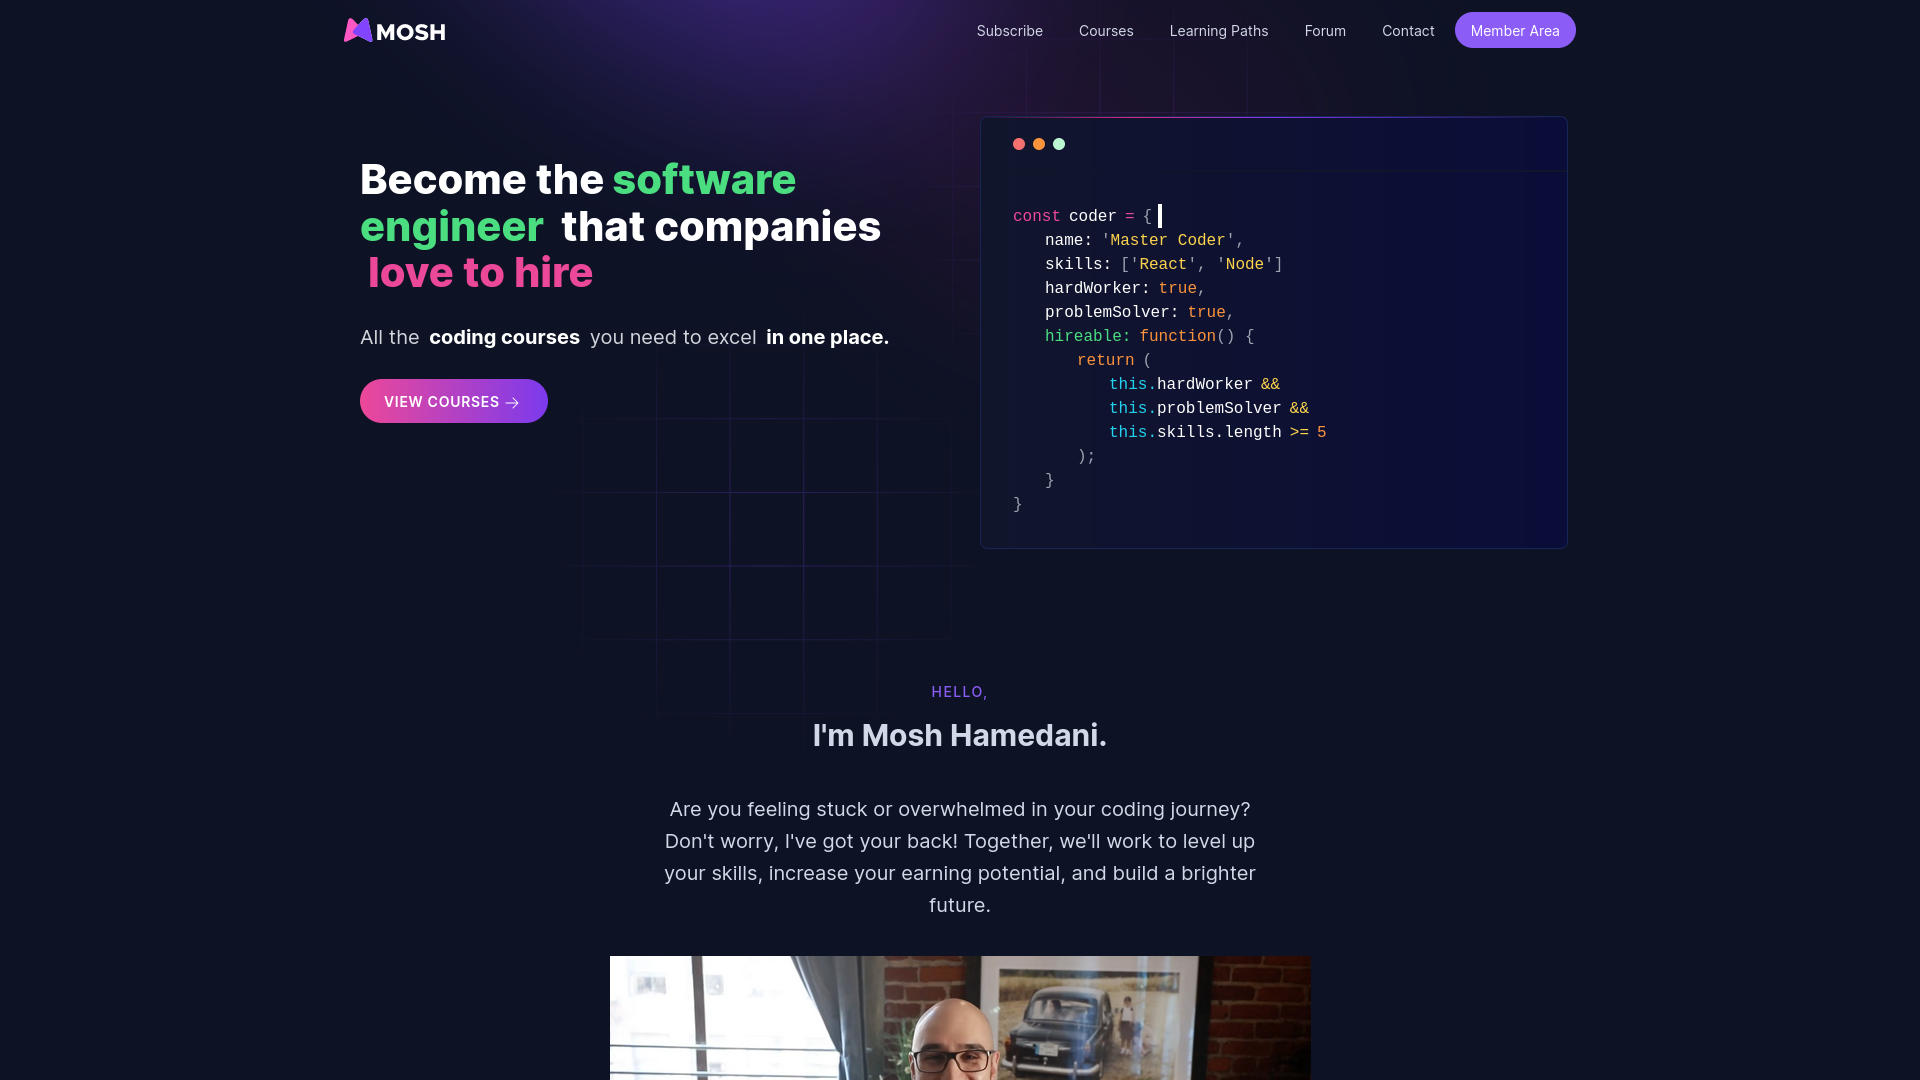 MOSH
Subscribe
Courses
Learning Paths
Forum
Contact
Member Area
Become the software
engineer that companies
love to hire
All the coding courses you need to excel in one place.
VIEW COURSES →
const coder = {
name: 'Master Coder',
skills: ['React', 'Node']
hardWorker: true,
problemSolver: true,
hireable: function() {
return (
this.hardWorker &&
this.problemSolver &&
this.skills.length >= 5
);
}
}
HELLO,
I'm Mosh Hamedani.
Are you feeling stuck or overwhelmed in your coding journey?
Don't worry, I've got your back! Together, we'll work to level up
your skills, increase your earning potential, and build a brighter
future.